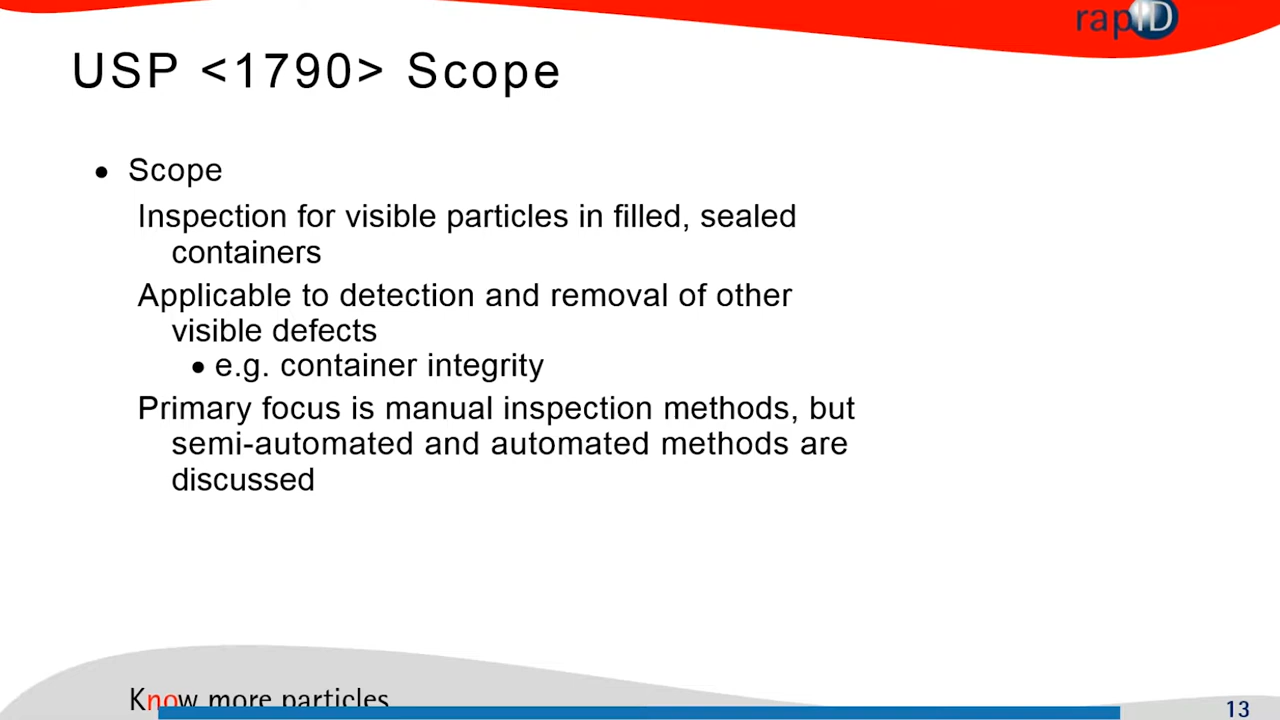 rapID
USP <1790> Scope
• Scope
Inspection for visible particles in filled, sealed
containers
Applicable to detection and removal of other
visible defects
• e.g. container integrity
Primary focus is manual inspection methods, but
semi-automated and automated methods are
discussed
Know more particles
13